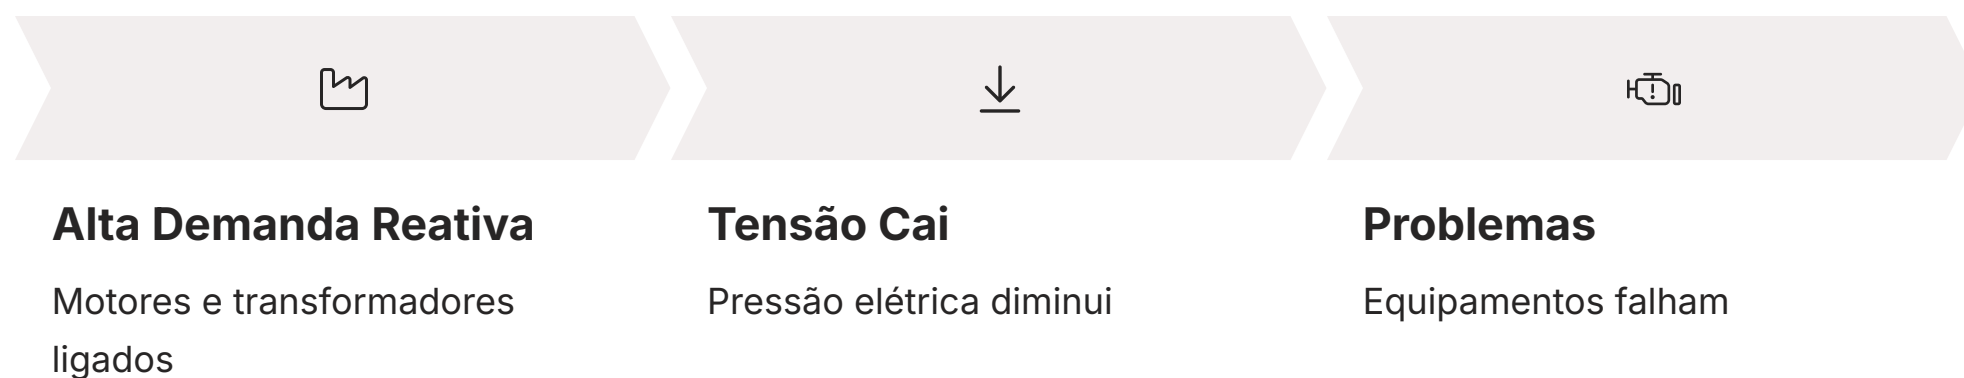 Alta Demanda Reativa
Motores e transformadores
ligados
Tensão Cai
Pressão elétrica diminui
Problemas
Equipamentos falham